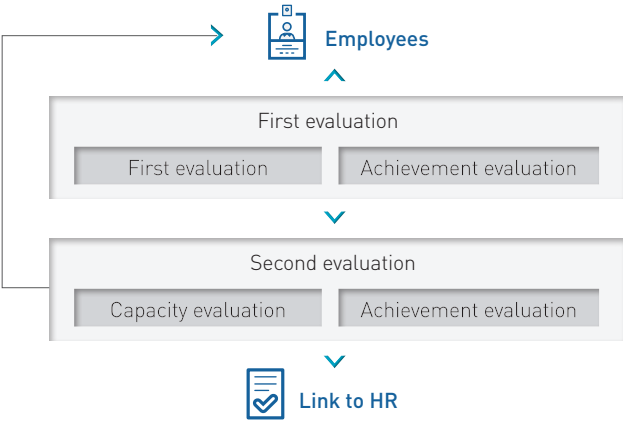 Employees
First evaluation
First evaluation
Achievement evaluation
Second evaluation
Capacity evaluation
Achievement evaluation
Link to HR